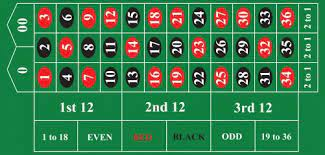 00 3 6 9 12 15 18 21 24 27 30 33 36 2 to 1
2 5 8 11 14 17 20 23 26 29 32 35 2 to 1
0 1 4 7 10 13 16 19 22 25 28 31 34 2 to 1
1st 12 2nd 12 3rd 12
1 to 18 EVEN RED BLACK ODD 19 to 36